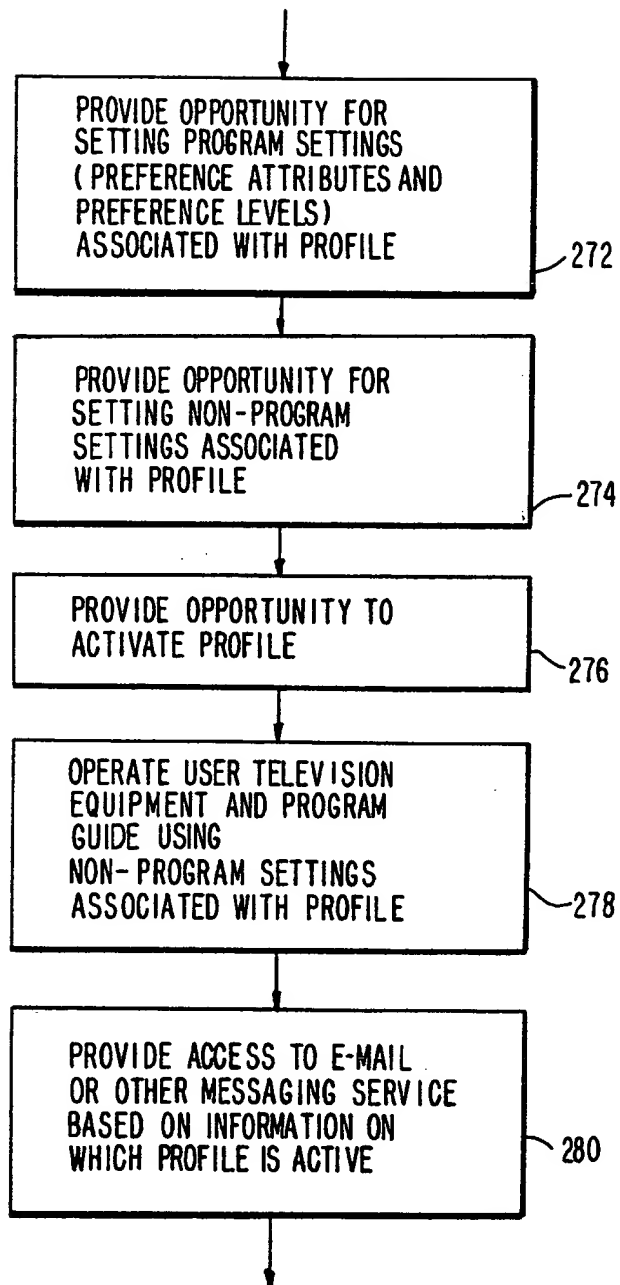 PROVIDE OPPORTUNITY FOR
SETTING PROGRAM SETTINGS
(PREFERENCE ATTRIBUTES AND
PREFERENCE LEVELS)
ASSOCIATED WITH PROFILE
272
PROVIDE OPPORTUNITY FOR
SETTING NON-PROGRAM
SETTINGS ASSOCIATED
WITH PROFILE
274
PROVIDE OPPORTUNITY TO
ACTIVATE PROFILE
276
OPERATE USER TELEVISION
EQUIPMENT AND PROGRAM
GUIDE USING
NON-PROGRAM SETTINGS
ASSOCIATED WITH PROFILE
278
PROVIDE ACCESS TO E-MAIL
OR OTHER MESSAGING SERVICE
BASED ON INFORMATION ON
WHICH PROFILE IS ACTIVE
280